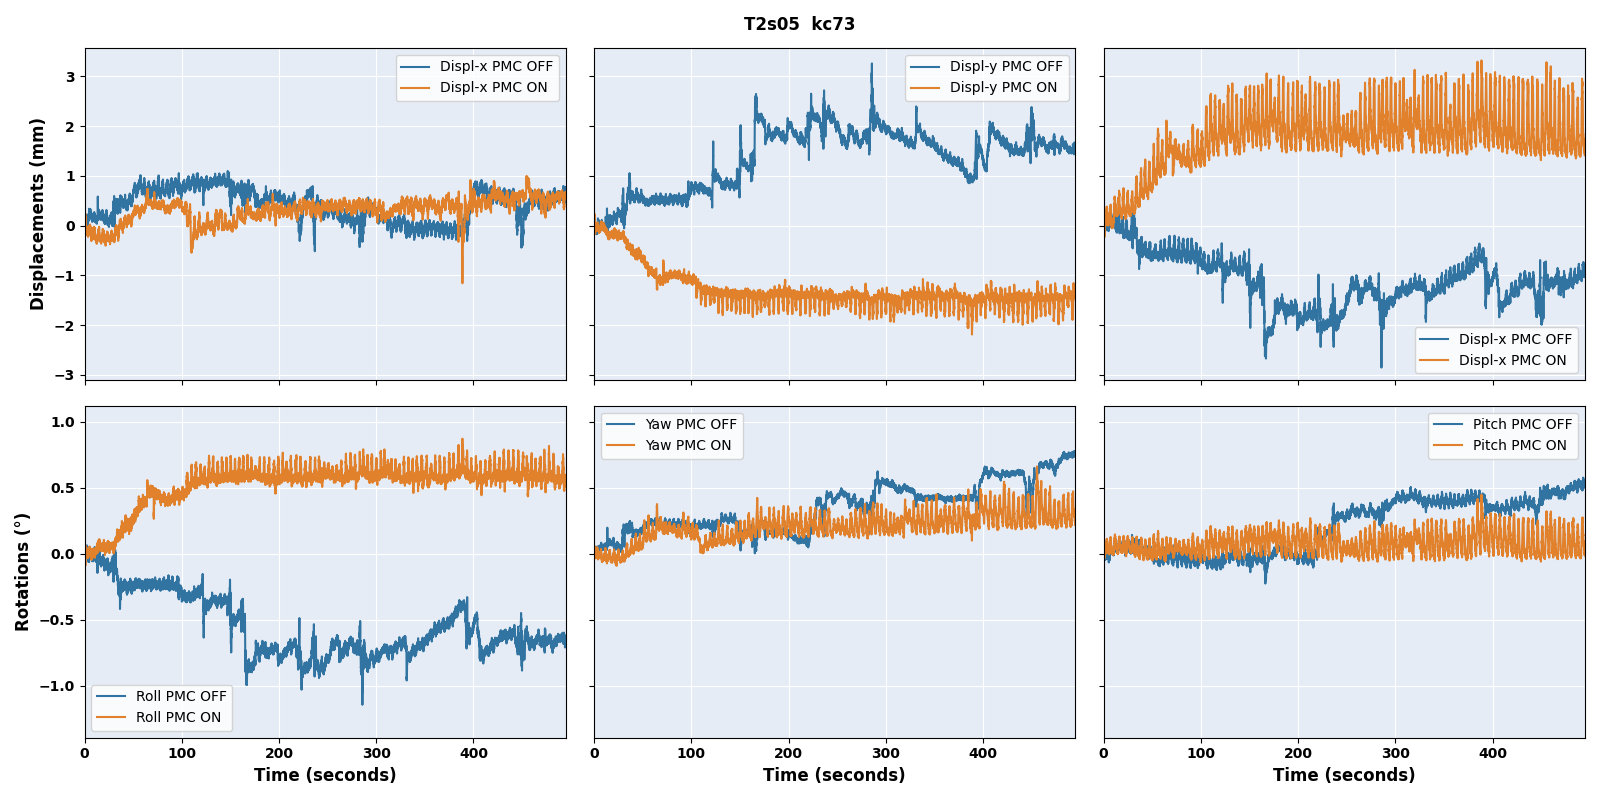 T2s05 kc73
Displacements (mm)
3
2
1
0
−1
−2
−3
Displ-x PMC OFF
Displ-x PMC ON
Displ-y PMC OFF
Displ-y PMC ON
Displ-x PMC OFF
Displ-x PMC ON
Rotations (°)
1.0
0.5
0.0
−0.5
−1.0
Roll PMC OFF
Roll PMC ON
Yaw PMC OFF
Yaw PMC ON
Pitch PMC OFF
Pitch PMC ON
0 100 200 300 400
0 100 200 300 400
0 100 200 300 400
Time (seconds)
Time (seconds)
Time (seconds)